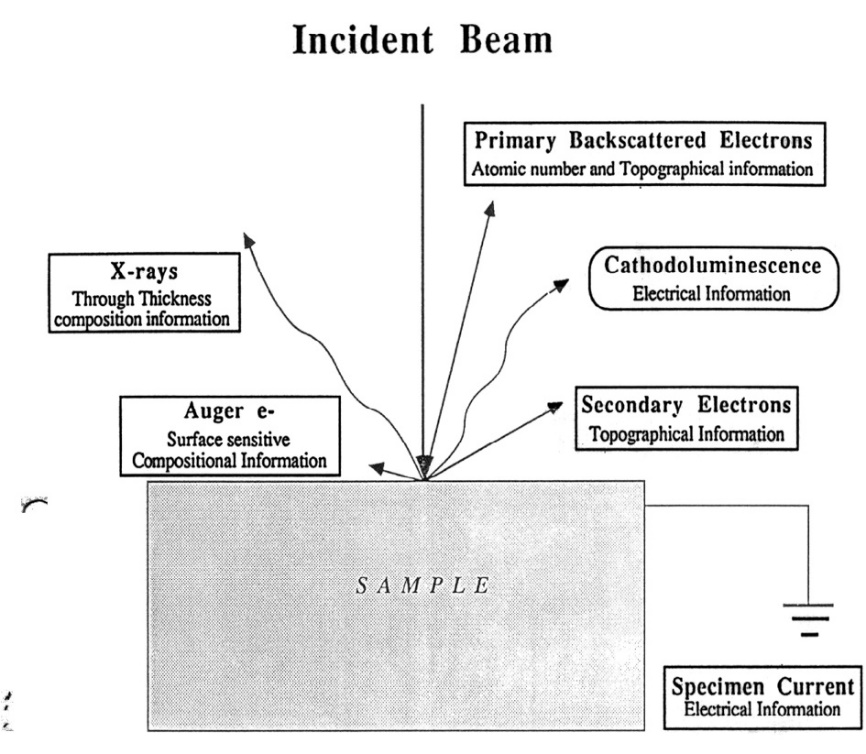 Incident Beam
Primary Backscattered Electrons
Atomic number and Topographical information
X-rays
Through Thickness
composition information
Cathodoluminescence
Electrical Information
Auger e-
Surface sensitive
Compositional Information
Secondary Electrons
Topographical Information
SAMPLE
Specimen Current
Electrical Information